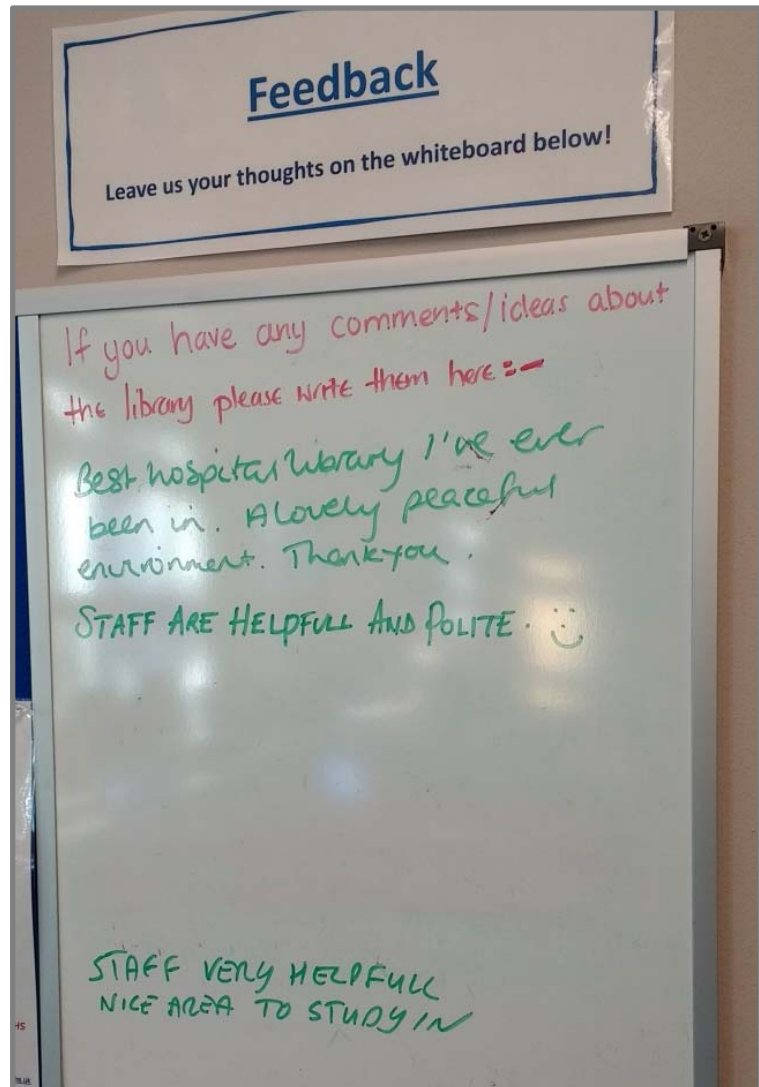 Feedback
Leave us your thoughts on the whiteboard below!
If you have any comments/ideas about
the library please write them here :-
Best hospital library I've ever
been in. A lovely peaceful
environment. Thankyou.
STAFF ARE HELPFULL AND POLITE.
STAFF VERY HELPFULL
NICE AREA TO STUDY IN
HS